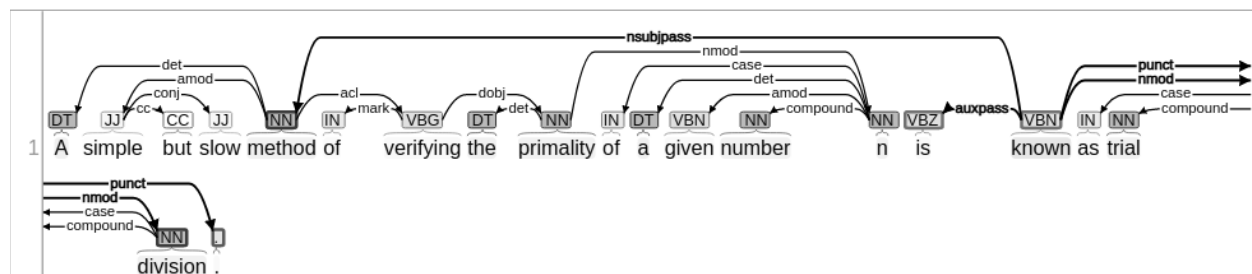 nsubjpass
nmod
det case punct
amod det nmod
conj acl dobj amod case
cc mark det compound auxpass compound
DT JJ CC JJ NN IN VBG DT NN IN DT VBN NN NN VBZ VBN IN NN
1 A simple but slow method of verifying the primality of a given number n is known as trial
punct
nmod
case
compound
NN .
division .